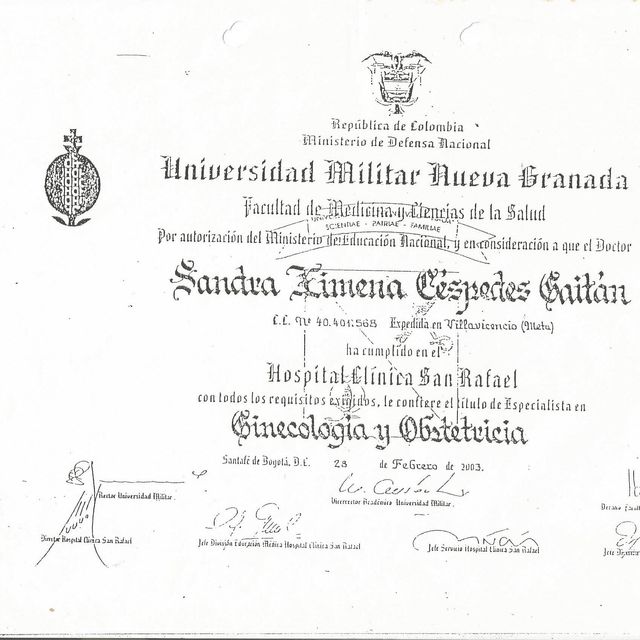 República de Colombia
Ministerio de Defensa Nacional
Universidad Militar Nueva Granada
Facultad de Medicina y Ciencias de la Salud
SCIENTIAE - PATRIAE - FAMILIAE
Por autorización del Ministerio de Educación Nacional, y en consideración a que el Doctor
Sandra Ximena Céspedes Gaitán
C.C. Nº 40.401.565 Expedida en Villavicencio (Meta)
ha cumplido en el
Hospital Clínica San Rafael
con todos los requisitos exigidos, le confiere el título de Especialista en
Ginecología y Obstetricia
Santafé de Bogotá, D.C. 28 de Febrero de 2003.
Rector Universidad Militar.
Vicerrector Académico Universidad Militar.
Decano
Director Hospital Clínica San Rafael
Jefe División Educación Médica Hospital Clínica San Rafael
Jefe Servicio Hospital Clínica San Rafael
Jefe